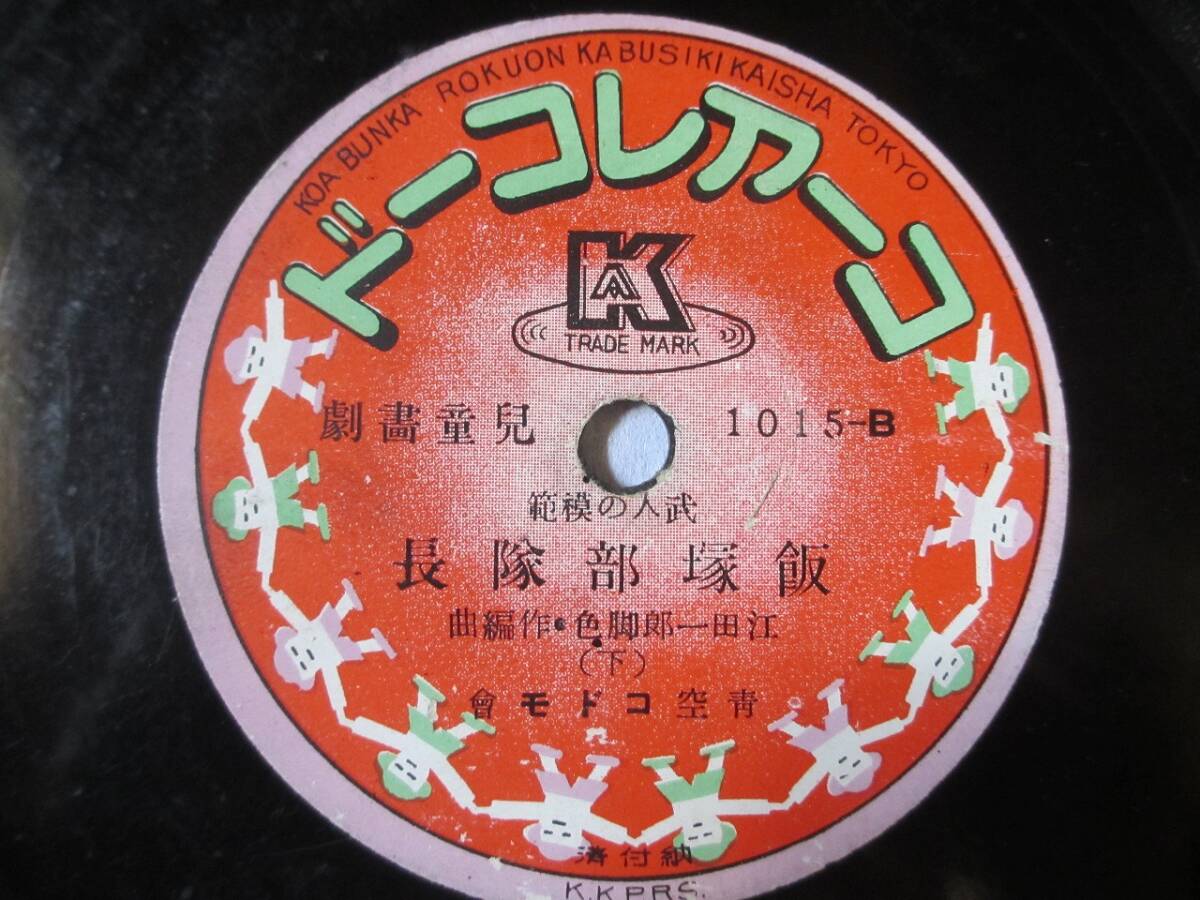 KOA BUNKA ROKUON KABUSIKI KAISHA TOKYO
コーアレコード
KA
TRADE MARK
兒童畫劇
1015-B
武人の模範
飯塚部隊長
江田一郎脚色・作編曲
(下)
青空コドモ會
納付済
K.K.P.R.S.